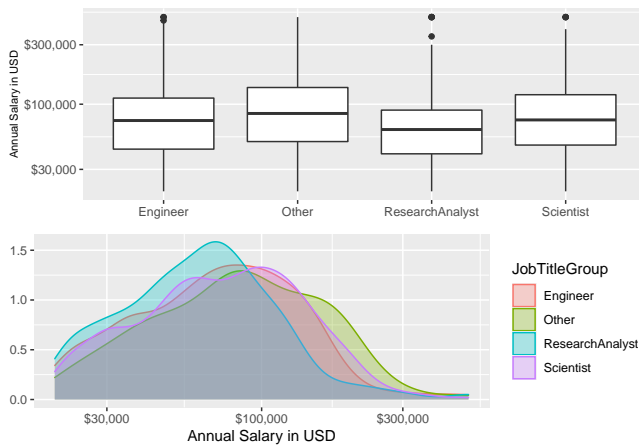 Annual Salary in USD
$300,000
$100,000
$30,000
Engineer Other ResearchAnalyst Scientist
1.5
1.0
0.5
0.0
$30,000 $100,000 $300,000
Annual Salary in USD
JobTitleGroup
Engineer
Other
ResearchAnalyst
Scientist